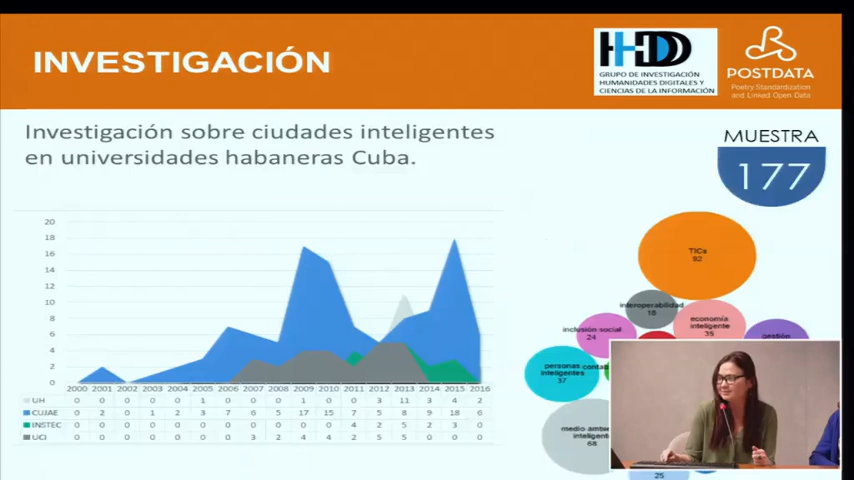 INVESTIGACIÓN
HDD
GRUPO DE INVESTIGACIÓN
HUMANIDADES DIGITALES Y
CIENCIAS DE LA INFORMACIÓN
POSTDATA
Poetry Standardization
and Linked Open Data
Investigación sobre ciudades inteligentes
en universidades habaneras Cuba.
MUESTRA
177
20
18
16
14
12
10
8
6
4
2
0
2000 2001 2002 2003 2004 2005 2006 2007 2008 2009 2010 2011 2012 2013 2014 2015 2016
UH 0 0 0 0 0 1 0 0 0 1 0 0 3 11 3 4 2
CUJAE 0 2 0 1 2 3 7 6 5 17 15 7 5 8 9 18 6
INSTEC 0 0 0 0 0 0 0 0 0 0 0 4 2 5 2 3 0
UCI 0 0 0 0 0 0 0 3 2 4 4 2 5 5 0 0 0
TICs
92
interoperabilidad
18
economía
inteligente
35
inclusión social
24
gestión
personas
inteligentes
37
medio
inteligente
68
25